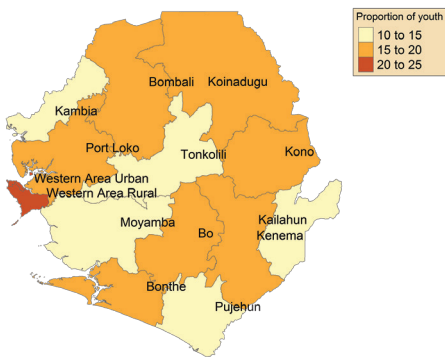 Proportion of youth
10 to 15
15 to 20
20 to 25
Bombali
Koinadugu
Kambia
Port Loko
Tonkolili
Kono
Western Area Urban
Western Area Rural
Moyamba
Kailahun
Kenema
Bo
Bonthe
Pujehun